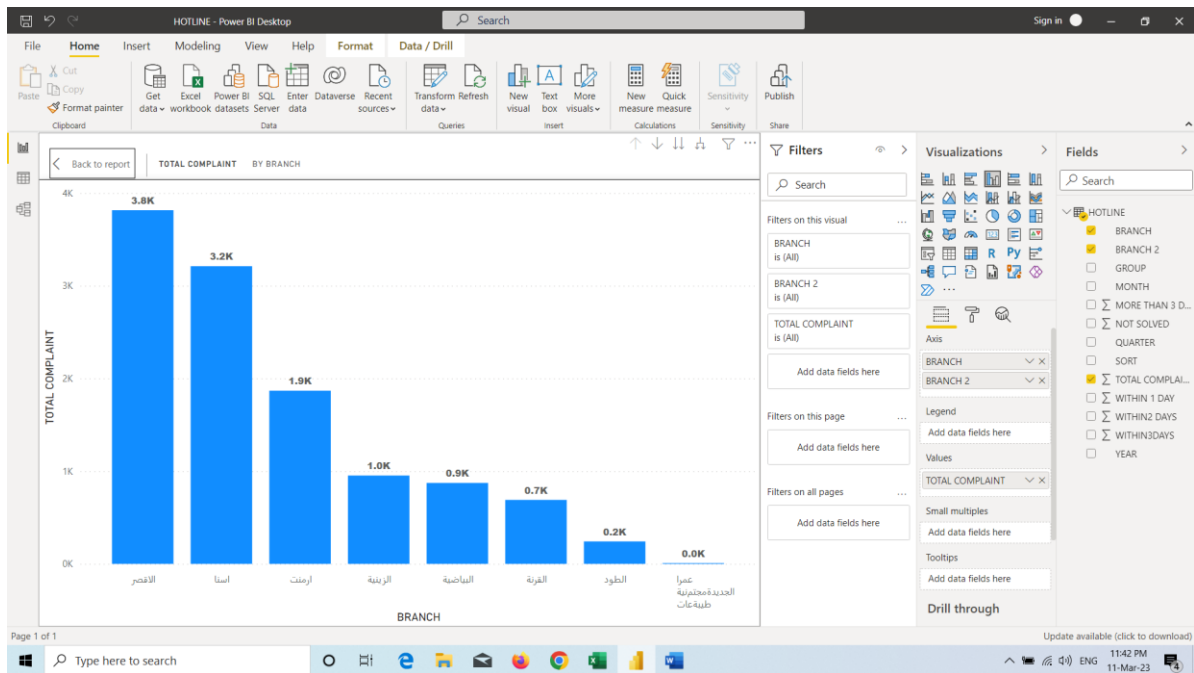 HOTLINE - Power BI Desktop
Search
Sign in
File Home Insert Modeling View Help Format Data / Drill
Paste
Cut
Copy
Format painter
Clipboard
Get data
Excel workbook
Power BI datasets
SQL Server
Enter data
Dataverse
Recent sources
Data
Transform data
Refresh
Queries
New visual
Text box
More visuals
Insert
New measure
Quick measure
Calculations
Sensitivity
Sensitivity
Publish
Share
Back to report
TOTAL COMPLAINT BY BRANCH
TOTAL COMPLAINT
4K
3K
2K
1K
0K
3.8K
3.2K
1.9K
1.0K
0.9K
0.7K
0.2K
0.0K
الاقصر
اسنا
ارمنت
الزينية
البياضية
القرنة
الطود
عمرا
BRANCH
Filters
Search
Filters on this visual ...
BRANCH
is (All)
BRANCH 2
is (All)
TOTAL COMPLAINT
is (All)
Add data fields here
Filters on this page ...
Add data fields here
Filters on all pages ...
Add data fields here
Visualizations
R Py
...
Axis
BRANCH
BRANCH 2
Legend
Add data fields here
Values
TOTAL COMPLAINT
Small multiples
Add data fields here
Tooltips
Add data fields here
Drill through
Fields
Search
HOTLINE
BRANCH
BRANCH 2
GROUP
MONTH
MORE THAN 3 D...
NOT SOLVED
QUARTER
SORT
TOTAL COMPLAI...
WITHIN 1 DAY
WITHIN2 DAYS
WITHIN3DAYS
YEAR
Page 1 of 1
Update available (click to download)
Type here to search
ENG
11:42 PM
11-Mar-23
4